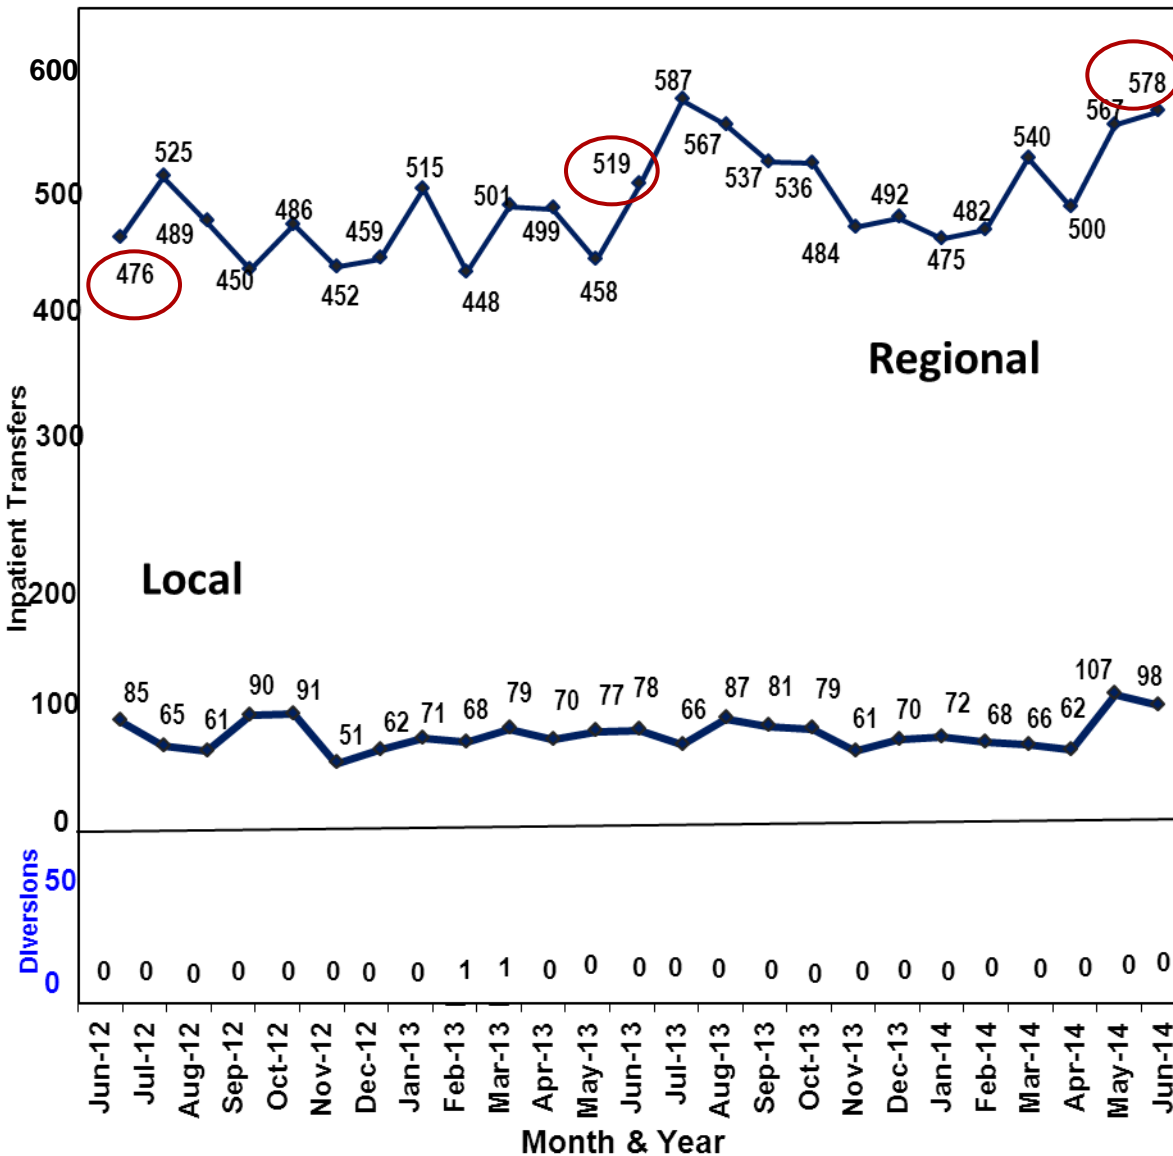 600
587
578
567
567
540
525
515
519
537
536
501
500
489
486
459
499
492
482
500
476
450
452
448
458
484
475
400
Regional
300
Inpatient Transfers
Local
200
100
85
65
61
90
91
51
62
71
68
79
70
77
78
66
87
81
79
61
70
72
68
66
62
107
98
0
Diversions
50
0
0 0 0 0 0 0 0 0 1 1 0 0 0 0 0 0 0 0 0 0 0 0 0 0 0
Jun-12
Jul-12
Aug-12
Sep-12
Oct-12
Nov-12
Dec-12
Jan-13
Feb-13
Mar-13
Apr-13
May-13
Jun-13
Jul-13
Aug-13
Sep-13
Oct-13
Nov-13
Dec-13
Jan-14
Feb-14
Mar-14
Apr-14
May-14
Jun-14
Month & Year